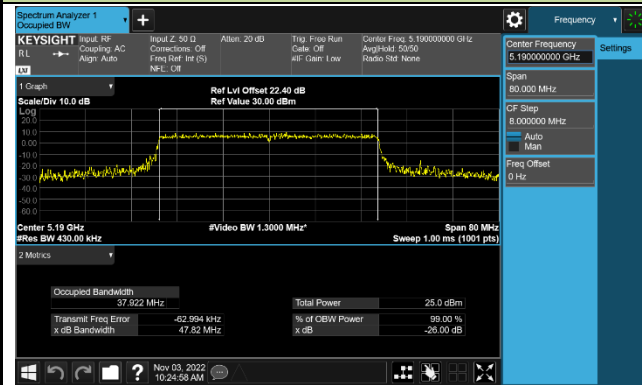 Spectrum Analyzer 1
Occupied BW
Frequency
KEYSIGHT
RL
LXI
Input: RF
Coupling: AC
Align: Auto
Input Z: 50 Ω
Corrections: Off
Freq Ref: Int (S)
NFE: Off
Atten: 20 dB
Trig: Free Run
Gate: Off
#IF Gain: Low
Center Freq: 5.190000000 GHz
Avg|Hold: 50/50
Radio Std: None
Center Frequency
5.190000000 GHz
Settings
Span
80.000 MHz
CF Step
8.000000 MHz
Auto
Man
Freq Offset
0 Hz
1 Graph
Scale/Div 10.0 dB
Ref Lvl Offset 22.40 dB
Ref Value 30.00 dBm
Log
20.0
10.0
0.00
-10.0
-20.0
-30.0
-40.0
-50.0
-60.0
Center 5.19 GHz
#Res BW 430.00 kHz
#Video BW 1.3000 MHz*
Span 80 MHz
Sweep 1.00 ms (1001 pts)
2 Metrics
Occupied Bandwidth
37.922 MHz
Total Power 25.0 dBm
Transmit Freq Error -62.994 kHz
% of OBW Power 99.00 %
x dB Bandwidth 47.82 MHz
x dB -26.00 dB
Nov 03, 2022
10:24:58 AM